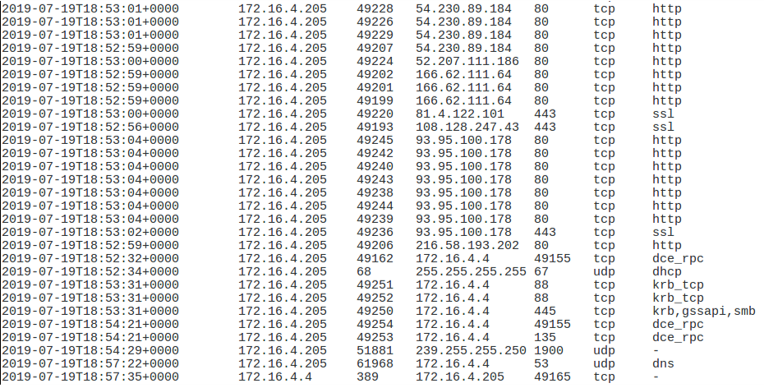 2019-07-19T18:53:01+0000 172.16.4.205 49228 54.230.89.184 80 tcp http
2019-07-19T18:53:01+0000 172.16.4.205 49226 54.230.89.184 80 tcp http
2019-07-19T18:53:01+0000 172.16.4.205 49229 54.230.89.184 80 tcp http
2019-07-19T18:52:59+0000 172.16.4.205 49207 54.230.89.184 80 tcp http
2019-07-19T18:53:00+0000 172.16.4.205 49224 52.207.111.186 80 tcp http
2019-07-19T18:52:59+0000 172.16.4.205 49202 166.62.111.64 80 tcp http
2019-07-19T18:52:59+0000 172.16.4.205 49201 166.62.111.64 80 tcp http
2019-07-19T18:52:59+0000 172.16.4.205 49199 166.62.111.64 80 tcp http
2019-07-19T18:53:00+0000 172.16.4.205 49220 81.4.122.101 443 tcp ssl
2019-07-19T18:52:56+0000 172.16.4.205 49193 108.128.247.43 443 tcp ssl
2019-07-19T18:53:04+0000 172.16.4.205 49245 93.95.100.178 80 tcp http
2019-07-19T18:53:04+0000 172.16.4.205 49242 93.95.100.178 80 tcp http
2019-07-19T18:53:04+0000 172.16.4.205 49240 93.95.100.178 80 tcp http
2019-07-19T18:53:04+0000 172.16.4.205 49243 93.95.100.178 80 tcp http
2019-07-19T18:53:04+0000 172.16.4.205 49238 93.95.100.178 80 tcp http
2019-07-19T18:53:04+0000 172.16.4.205 49244 93.95.100.178 80 tcp http
2019-07-19T18:53:04+0000 172.16.4.205 49239 93.95.100.178 80 tcp http
2019-07-19T18:53:02+0000 172.16.4.205 49236 93.95.100.178 443 tcp ssl
2019-07-19T18:52:59+0000 172.16.4.205 49206 216.58.193.202 80 tcp http
2019-07-19T18:52:32+0000 172.16.4.205 49162 172.16.4.4 49155 tcp dce_rpc
2019-07-19T18:52:34+0000 172.16.4.205 68 255.255.255.255 67 udp dhcp
2019-07-19T18:53:31+0000 172.16.4.205 49251 172.16.4.4 88 tcp krb_tcp
2019-07-19T18:53:31+0000 172.16.4.205 49252 172.16.4.4 88 tcp krb_tcp
2019-07-19T18:53:31+0000 172.16.4.205 49250 172.16.4.4 445 tcp krb,gssapi,smb
2019-07-19T18:54:21+0000 172.16.4.205 49254 172.16.4.4 49155 tcp dce_rpc
2019-07-19T18:54:21+0000 172.16.4.205 49253 172.16.4.4 135 tcp dce_rpc
2019-07-19T18:54:29+0000 172.16.4.205 51881 239.255.255.250 1900 udp -
2019-07-19T18:57:22+0000 172.16.4.205 61968 172.16.4.4 53 udp dns
2019-07-19T18:57:35+0000 172.16.4.4 389 172.16.4.205 49165 tcp -